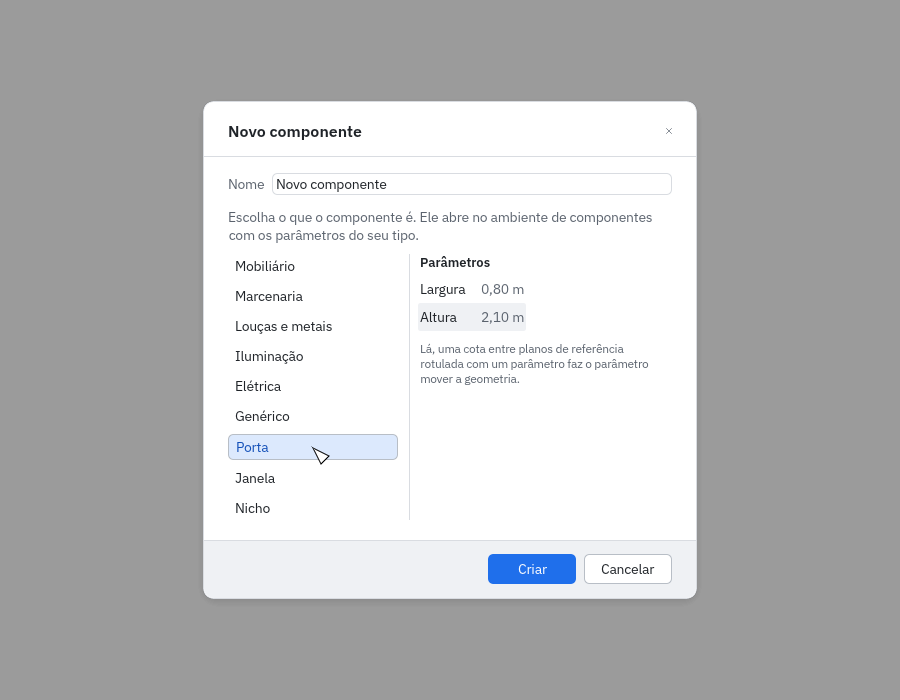 Novo componente
×
Nome Novo componente
Escolha o que o componente é. Ele abre no ambiente de componentes
com os parâmetros do seu tipo.
Mobiliário
Marcenaria
Louças e metais
Iluminação
Elétrica
Genérico
Porta
Janela
Nicho
Parâmetros
Largura 0,80 m
Altura 2,10 m
Lá, uma cota entre planos de referência
rotulada com um parâmetro faz o parâmetro
mover a geometria.
Criar
Cancelar